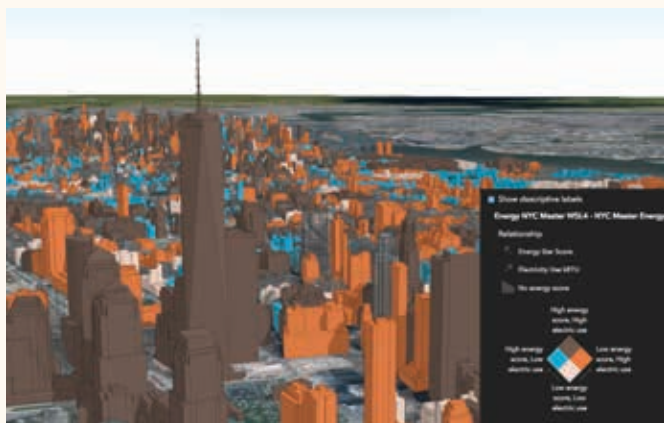 Show descriptive labels
Energy NYC Master MSL4 - NYC Master Energy
Relationship
Energy Star Score
Electricity Use MBTU
No energy score
High energy
score, High
electric use
High energy
score, Low
electric use
Low energy
score, High
electric use
Low energy
score, Low
electric use